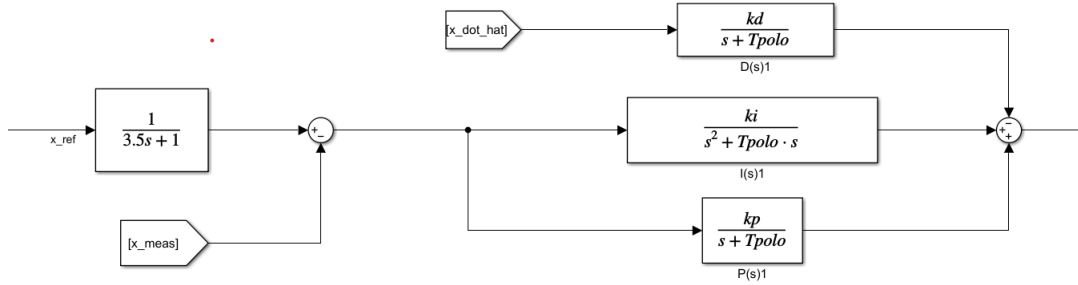 [x_dot_hat]
kd
s + Tpolo
D(s)1
x_ref
1
3.5s + 1
+ −
ki
s² + Tpolo · s
I(s)1
−
+
+
[x_meas]
kp
s + Tpolo
P(s)1